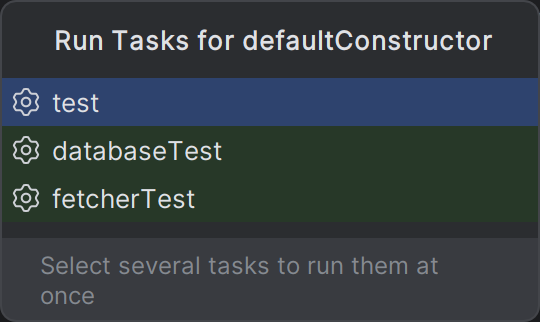 Run Tasks for defaultConstructor
test
databaseTest
fetcherTest
Select several tasks to run them at
once